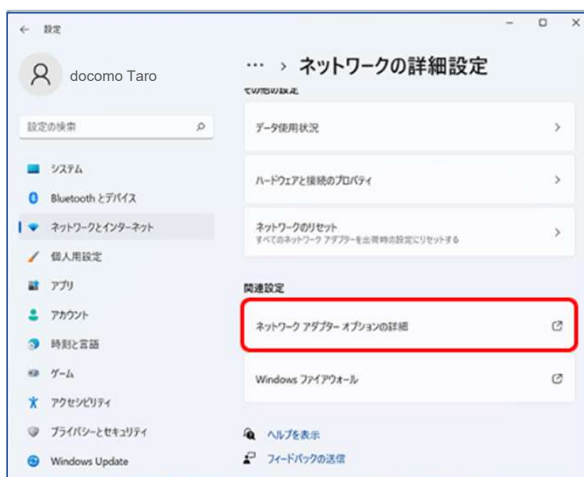 ← 設定
docomo Taro
設定の検索
システム
Bluetooth とデバイス
ネットワークとインターネット
個人用設定
アプリ
アカウント
時刻と言語
ゲーム
アクセシビリティ
プライバシーとセキュリティ
Windows Update
… › ネットワークの詳細設定
その他の設定
データ使用状況
ハードウェアと接続のプロパティ
ネットワークのリセット
すべてのネットワーク アダプターを出荷時の設定にリセットする
関連設定
ネットワーク アダプター オプションの詳細
Windows ファイアウォール
ヘルプを表示
フィードバックの送信